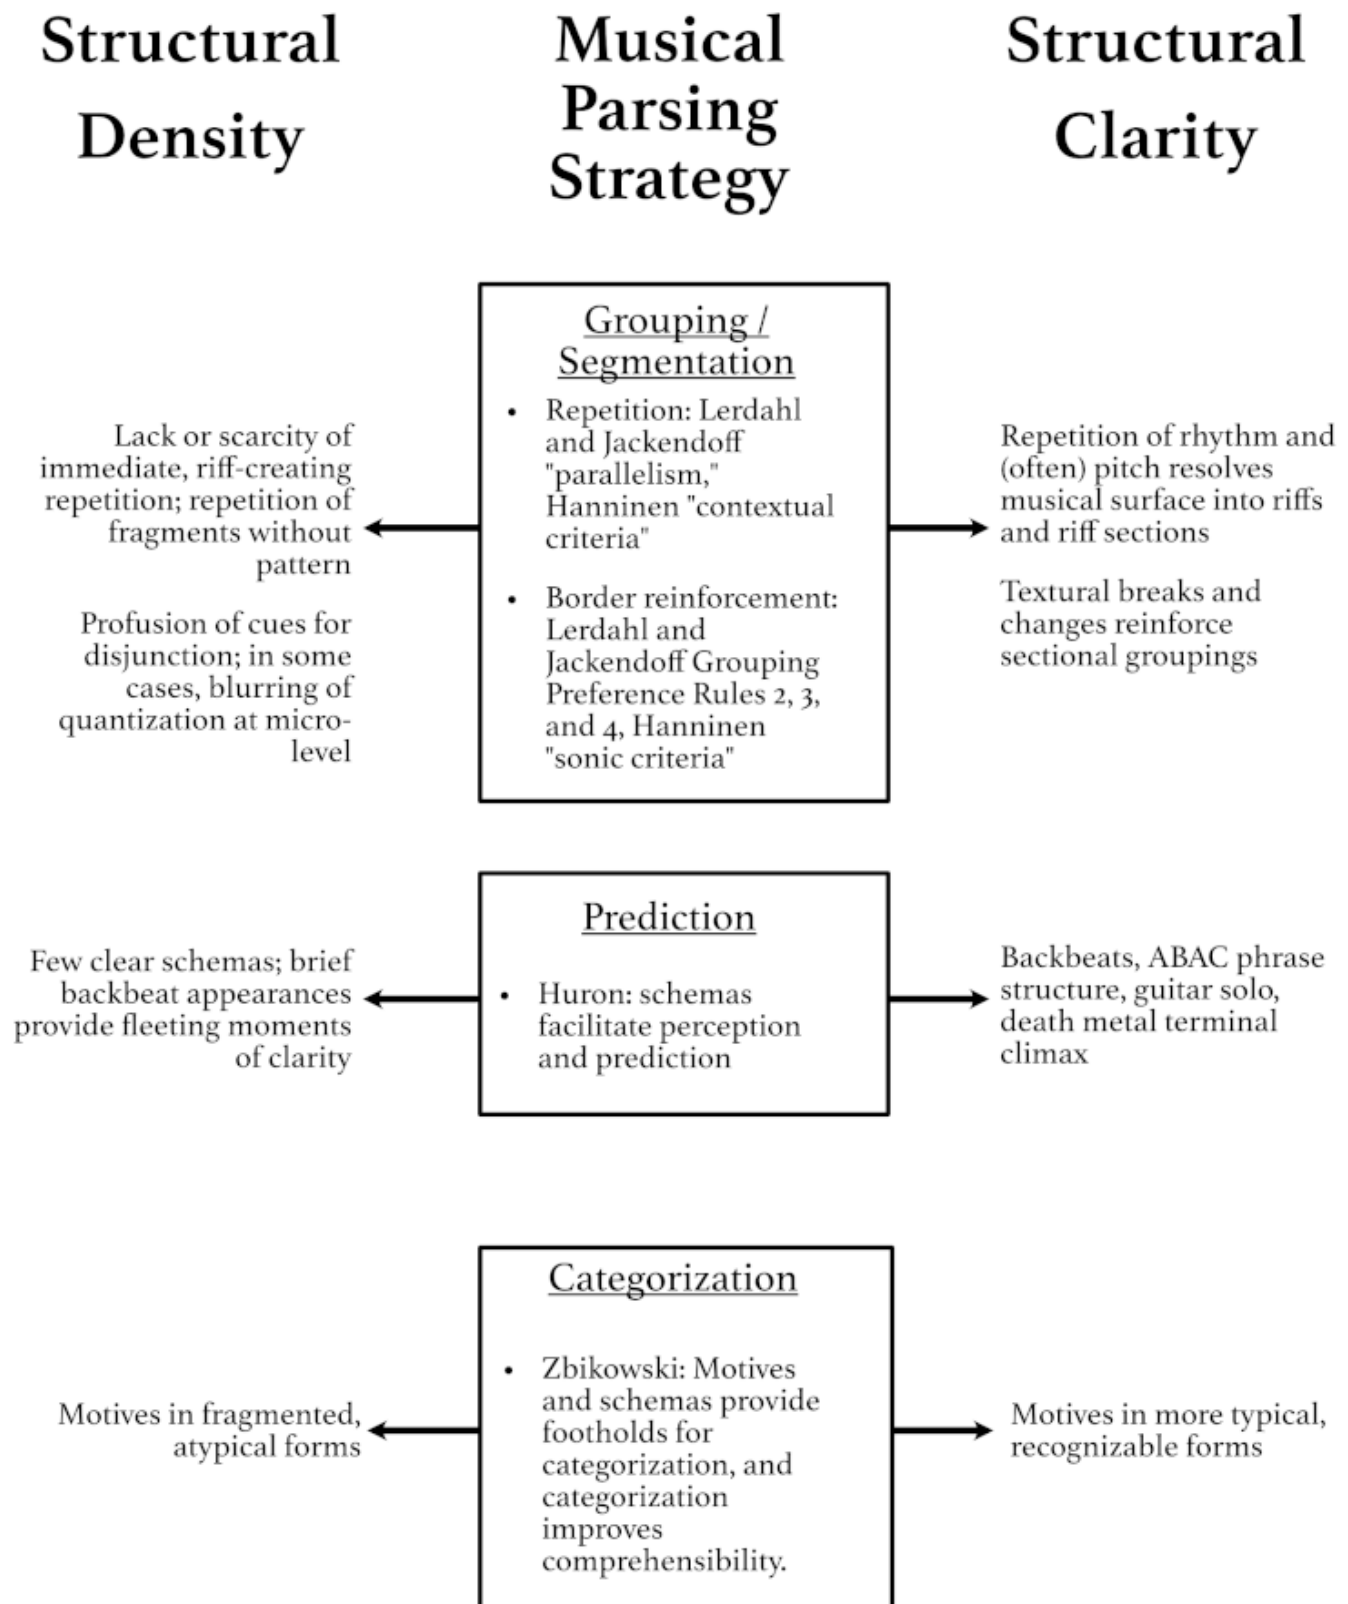 Structural
Density
Musical
Parsing
Strategy
Structural
Clarity
Lack or scarcity of
immediate, riff-creating
repetition; repetition of
fragments without
pattern
Profusion of cues for
disjunction; in some
cases, blurring of
quantization at micro-
level
Grouping /
Segmentation
• Repetition: Lerdahl
and Jackendoff
"parallelism,"
Hanninen "contextual
criteria"
• Border reinforcement:
Lerdahl and
Jackendoff Grouping
Preference Rules 2, 3,
and 4, Hanninen
"sonic criteria"
Repetition of rhythm and
(often) pitch resolves
musical surface into riffs
and riff sections
Textural breaks and
changes reinforce
sectional groupings
Few clear schemas; brief
backbeat appearances
provide fleeting moments
of clarity
Prediction
• Huron: schemas
facilitate perception
and prediction
Backbeats, ABAC phrase
structure, guitar solo,
death metal terminal
climax
Motives in fragmented,
atypical forms
Categorization
• Zbikowski: Motives
and schemas provide
footholds for
categorization, and
categorization
improves
comprehensibility.
Motives in more typical,
recognizable forms